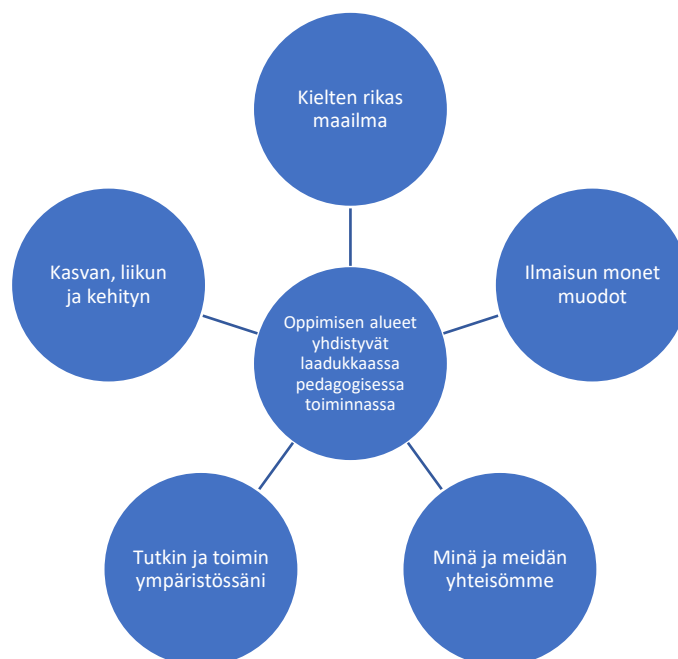 Kielten rikas
maailma
Kasvan, liikun
ja kehityn
Ilmaisun monet
muodot
Oppimisen alueet
yhdistyvät
laadukkaassa
pedagogisessa
toiminnassa
Tutkin ja toimin
ympäristössäni
Minä ja meidän
yhteisömme